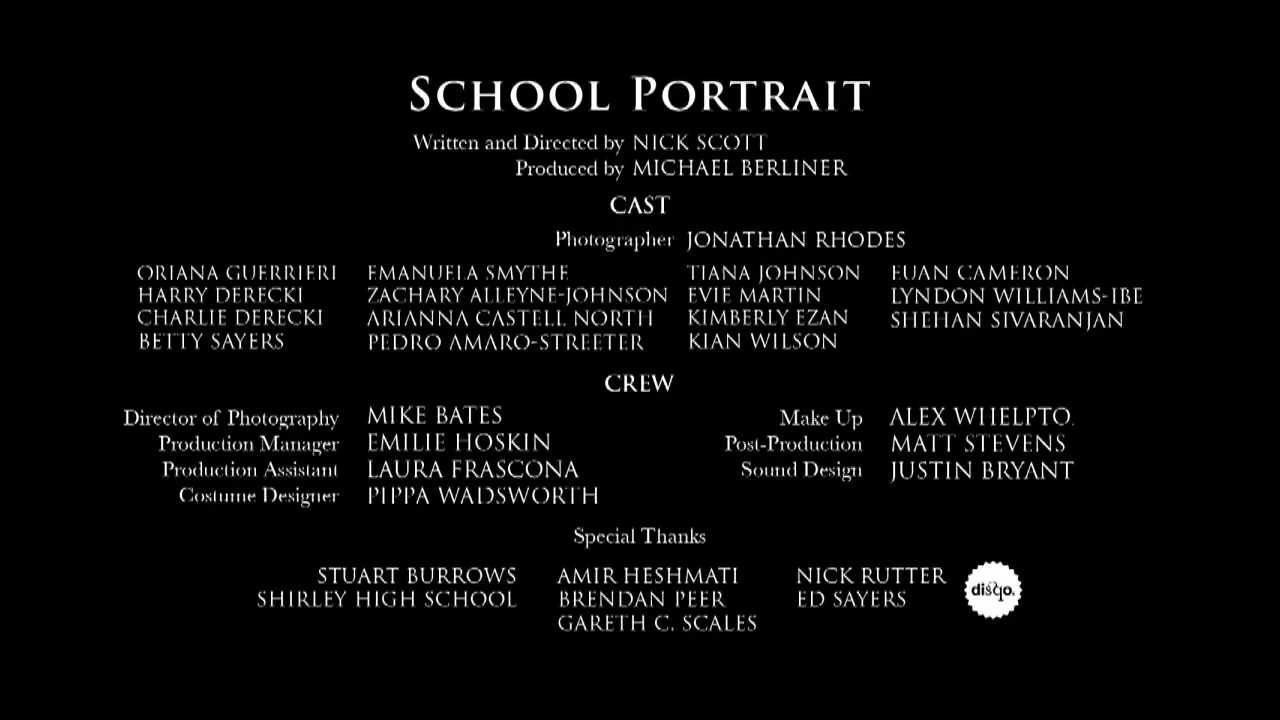 SCHOOL PORTRAIT
Written and Directed by NICK SCOTT
Produced by MICHAEL BERLINER
CAST
Photographer JONATHAN RHODES
ORIANA GUERRIERI EMANUELA SMYTHE TIANA JOHNSON EUAN CAMERON
HARRY DERECKI ZACHARY ALLEYNE-JOHNSON EVIE MARTIN LYNDON WILLIAMS-IBE
CHARLIE DERECKI ARIANNA CASTELL NORTH KIMBERLY EZAN SHEHAN SIVARANJAN
BETTY SAYERS PEDRO AMARO-STREETER KIAN WILSON
CREW
Director of Photography MIKE BATES Make Up ALEX WHELPTO.
Production Manager EMILIE HOSKIN Post-Production MATT STEVENS
Production Assistant LAURA FRASCONA Sound Design JUSTIN BRYANT
Costume Designer PIPPA WADSWORTH
Special Thanks
STUART BURROWS AMIR HESHMATI NICK RUTTER
SHIRLEY HIGH SCHOOL BRENDAN PEER ED SAYERS
GARETH C. SCALES
disqo.